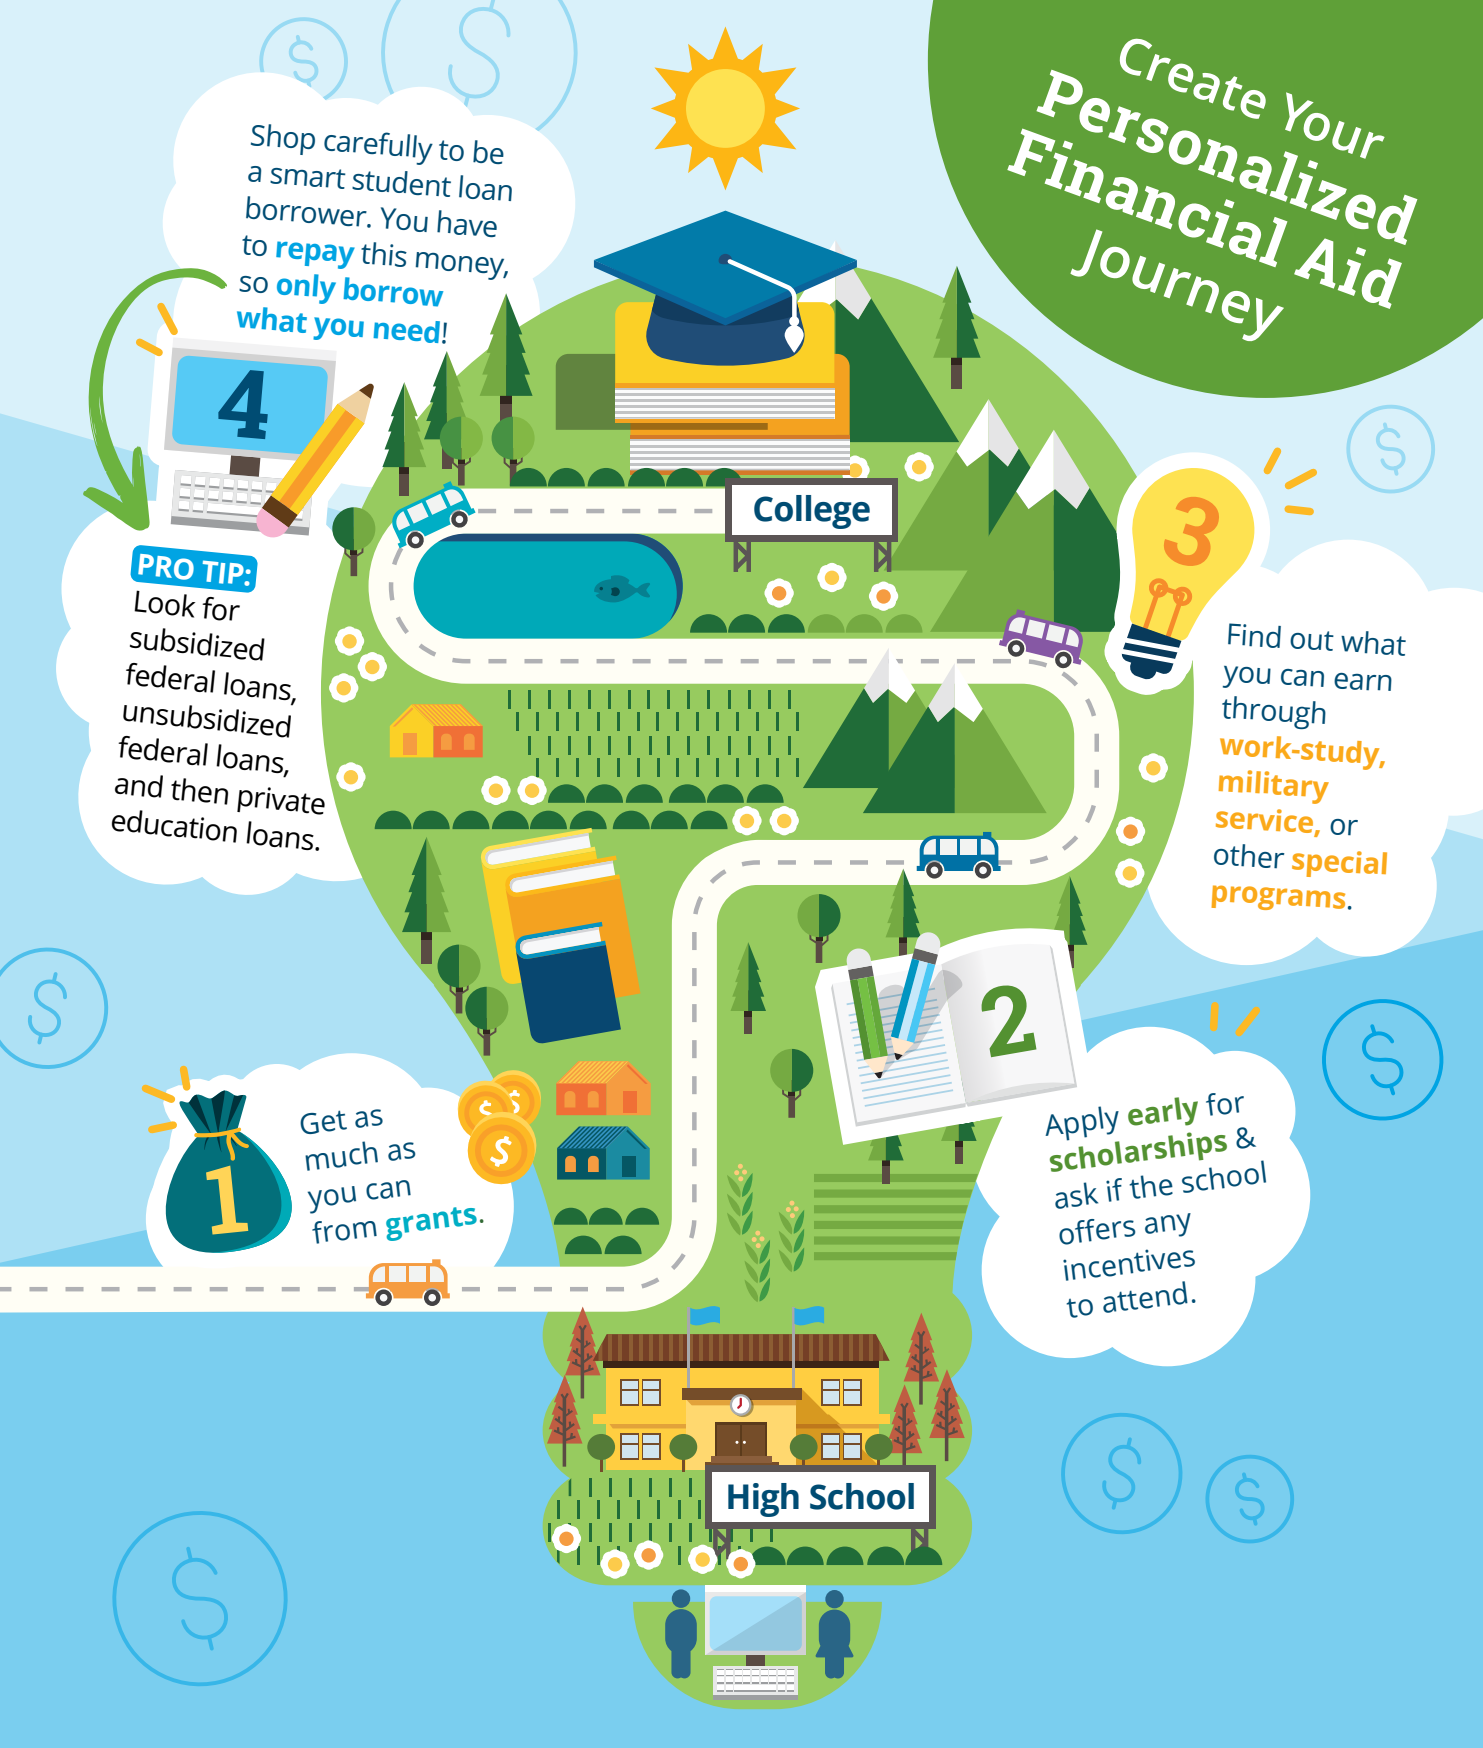 Create Your
Personalized
Financial Aid
Journey
Shop carefully to be
a smart student loan
borrower. You have
to repay this money,
so only borrow
what you need!
4
PRO TIP:
Look for
subsidized
federal loans,
unsubsidized
federal loans,
and then private
education loans.
College
3
Find out what
you can earn
through
work-study,
military
service, or
other special
programs.
2
Apply early for
scholarships &
ask if the school
offers any
incentives
to attend.
1
Get as
much as
you can
from grants.
High School